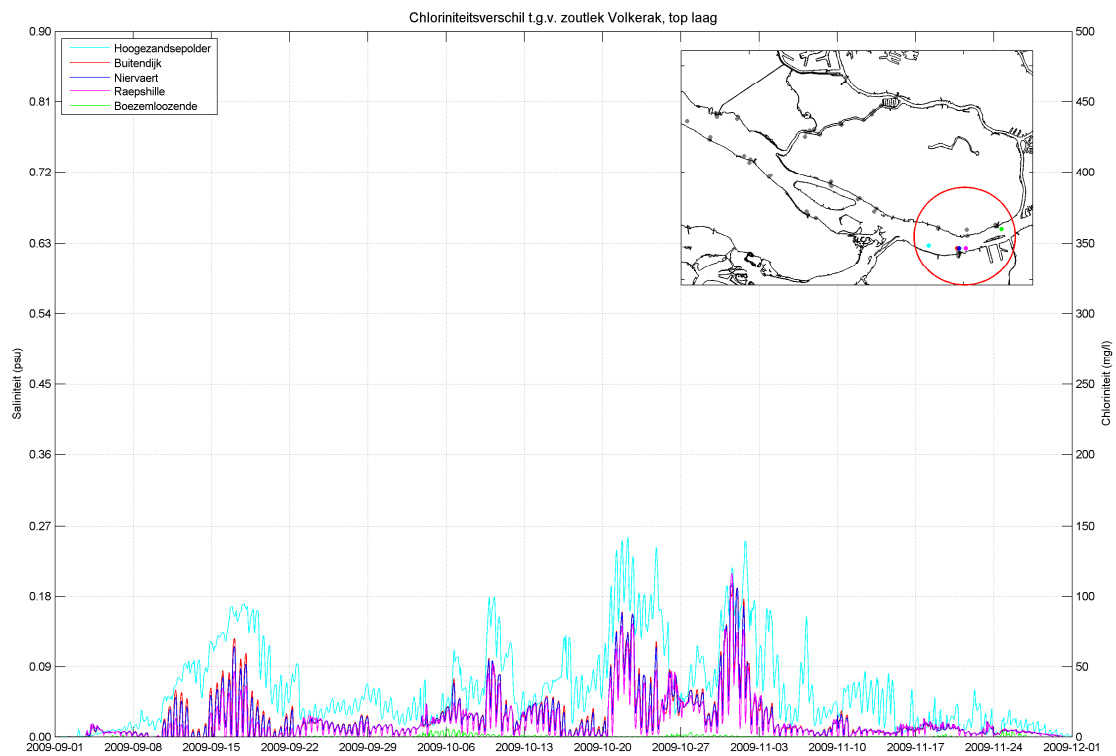 Chloriniteitsverschil t.g.v. zoutlek Volkerak, top laag
Hoogezandsepolder
Buitendijk
Niervaert
Raepshille
Boezemloozende
Saliniteit (psu)
0.90
0.81
0.72
0.63
0.54
0.45
0.36
0.27
0.18
0.09
0.00
Chloriniteit (mg/l)
500
450
400
350
300
250
200
150
100
50
0
2009-09-01 2009-09-08 2009-09-15 2009-09-22 2009-09-29 2009-10-06 2009-10-13 2009-10-20 2009-10-27 2009-11-03 2009-11-10 2009-11-17 2009-11-24 2009-12-01